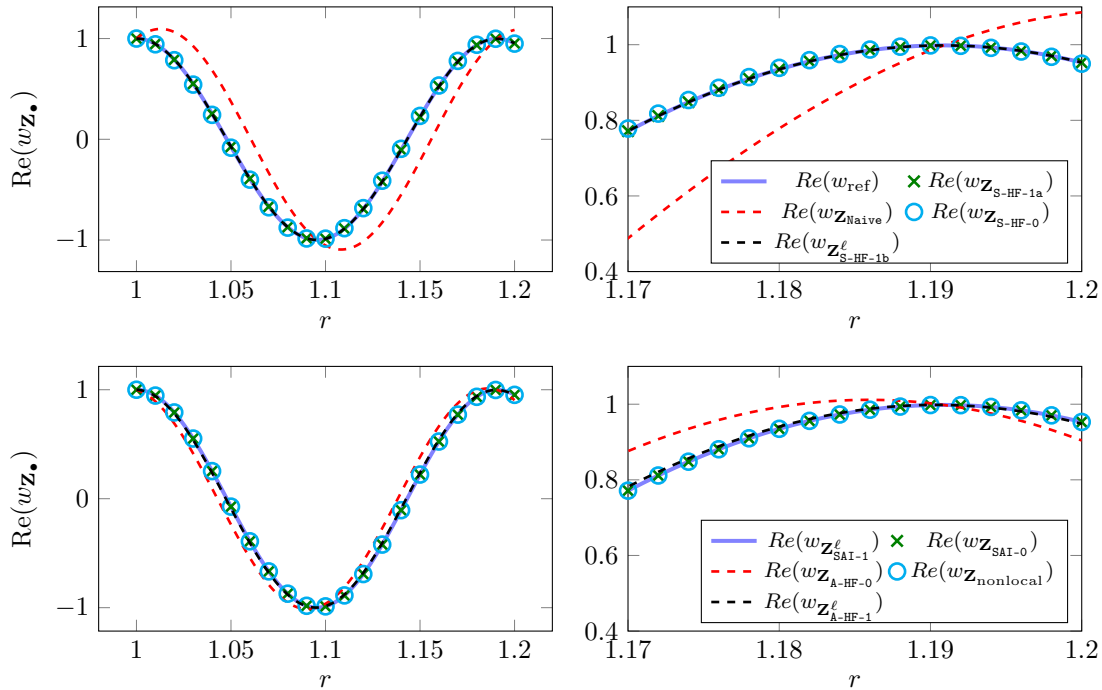 1
0
−1
Re(w_Z•)
1 1.05 1.1 1.15 1.2
r
1
0.8
0.6
0.4
1.17 1.18 1.19 1.2
r
Re(w_ref) Re(w_Z_S-HF-1a)
Re(w_Z_Naive) Re(w_Z_S-HF-0)
Re(w_Z^ℓ_S-HF-1b)
1
0
−1
Re(w_Z•)
1 1.05 1.1 1.15 1.2
r
1
0.8
0.6
0.4
1.17 1.18 1.19 1.2
r
Re(w_Z^ℓ_SAI-1) Re(w_Z_SAI-0)
Re(w_Z_A-HF-0) Re(w_Z_nonlocal)
Re(w_Z^ℓ_A-HF-1)